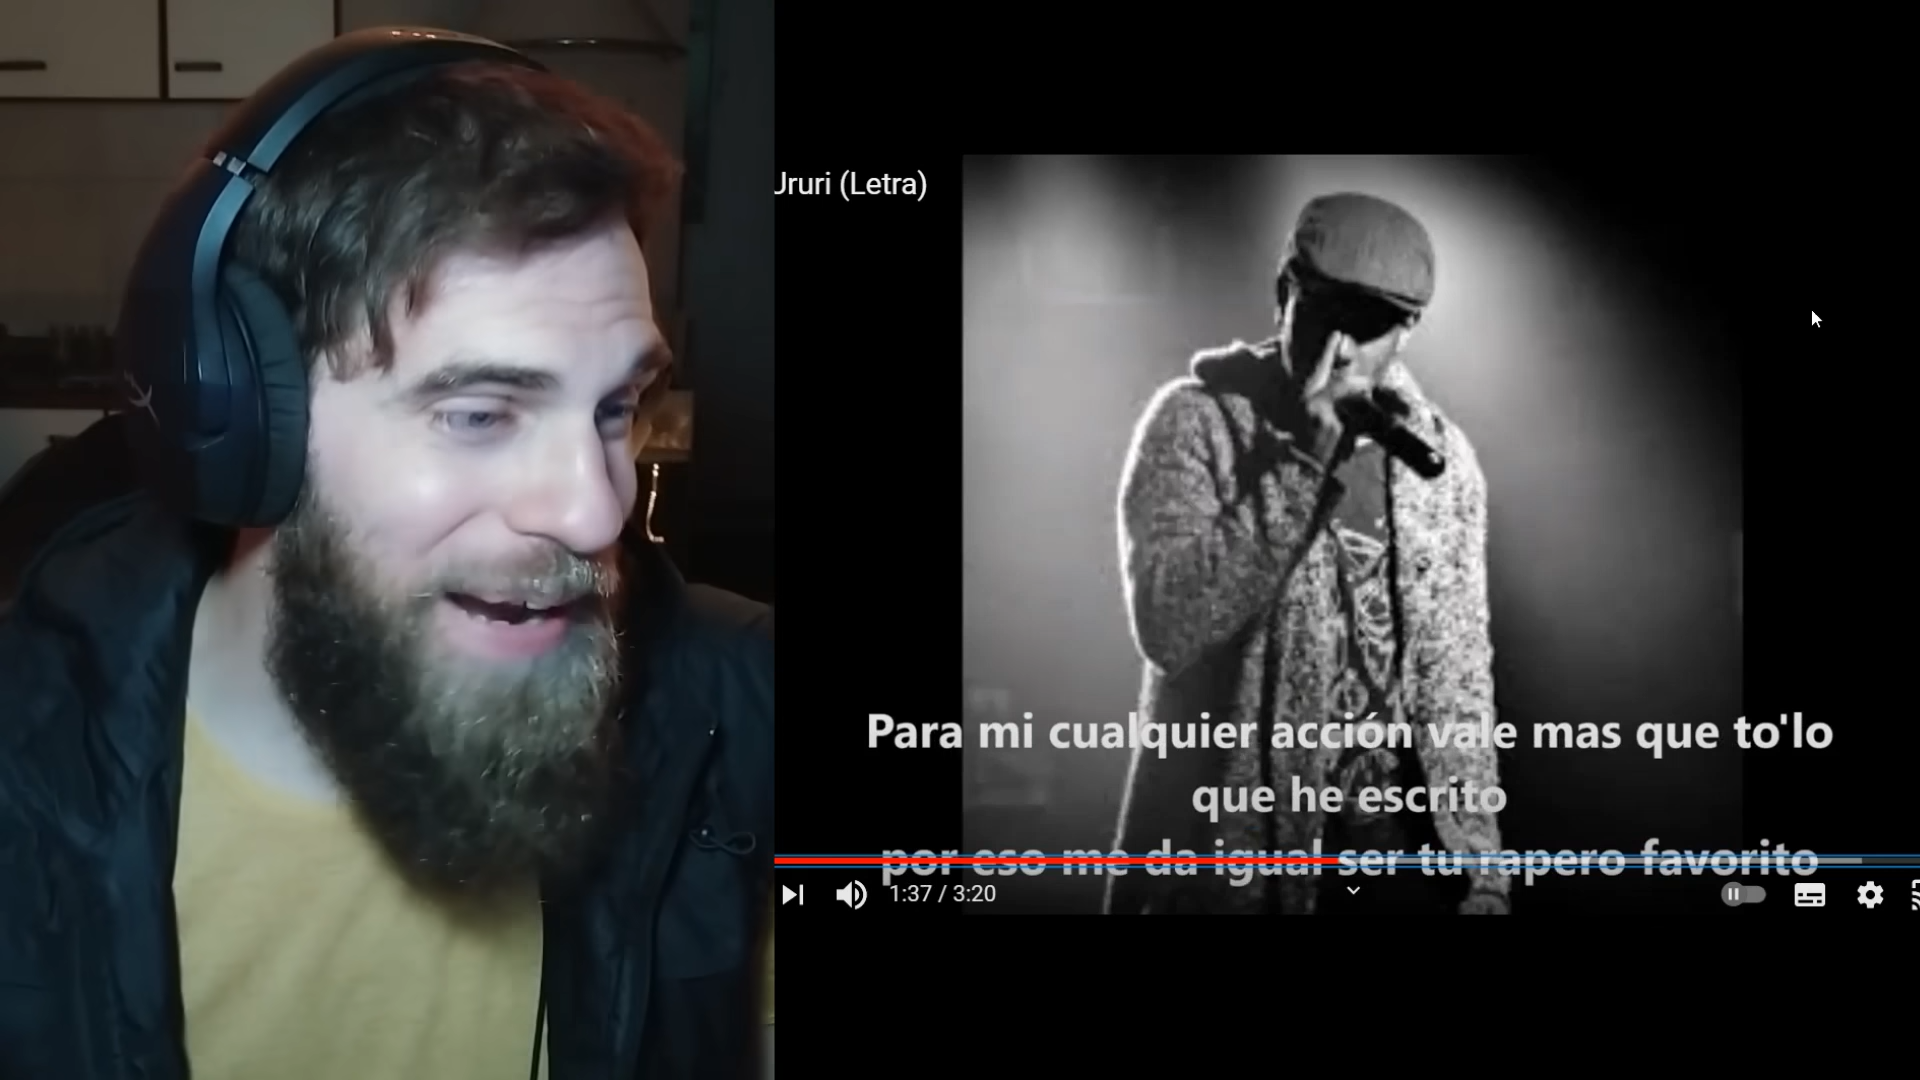 Jruri (Letra)
Para mi cualquier acción vale mas que to'lo
que he escrito
por eso me da igual ser tu rapero favorito
1:37 / 3:20